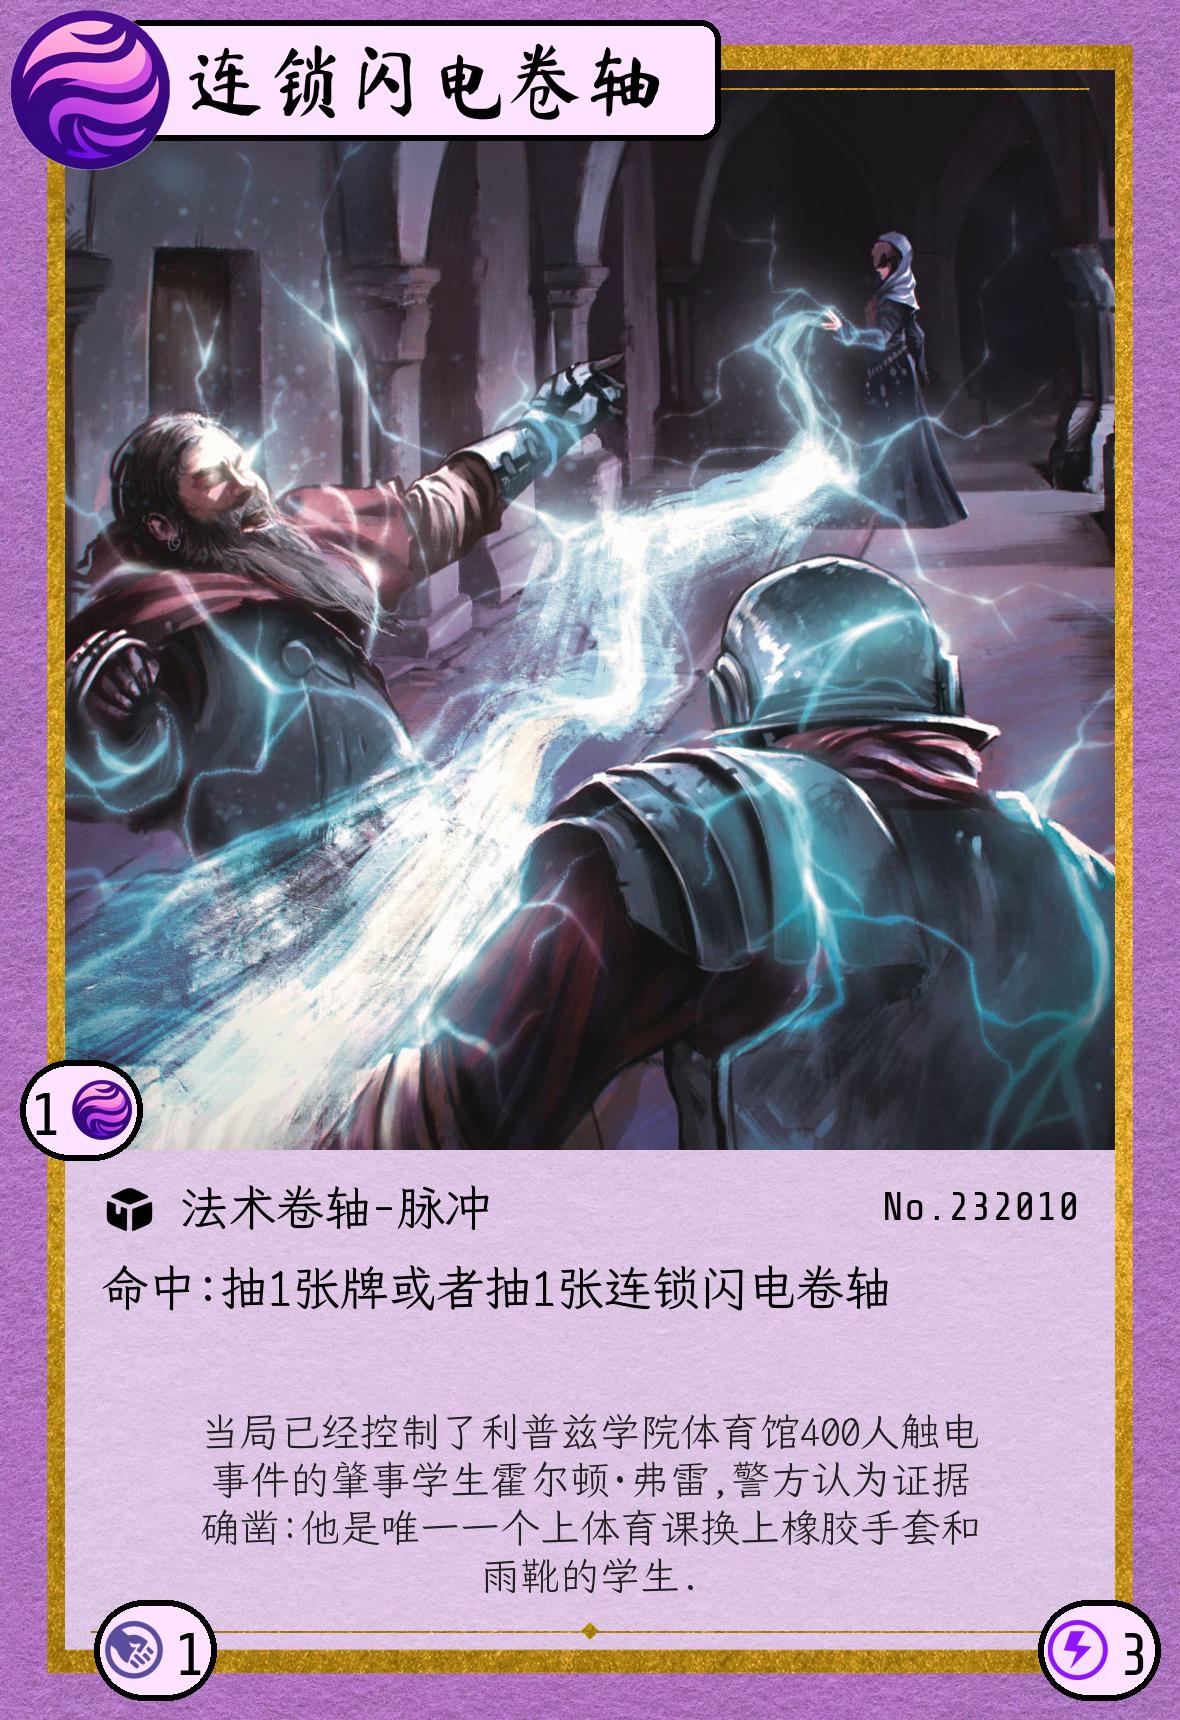 连锁闪电卷轴
1
法术卷轴-脉冲
No.232010
命中:抽1张牌或者抽1张连锁闪电卷轴
当局已经控制了利普兹学院体育馆400人触电
事件的肇事学生霍尔顿·弗雷,警方认为证据
确凿:他是唯一一个上体育课换上橡胶手套和
雨靴的学生.
1
3